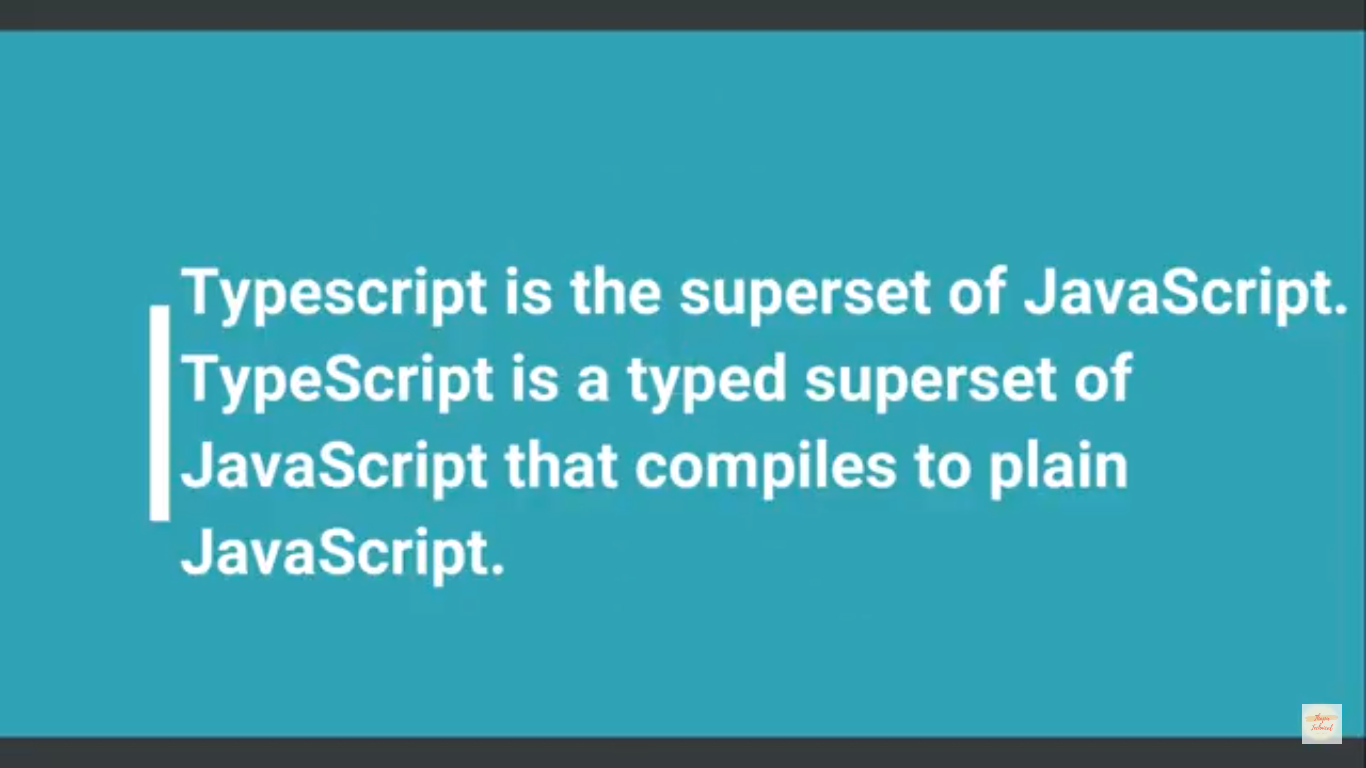 Typescript is the superset of JavaScript.
TypeScript is a typed superset of
JavaScript that compiles to plain
JavaScript.